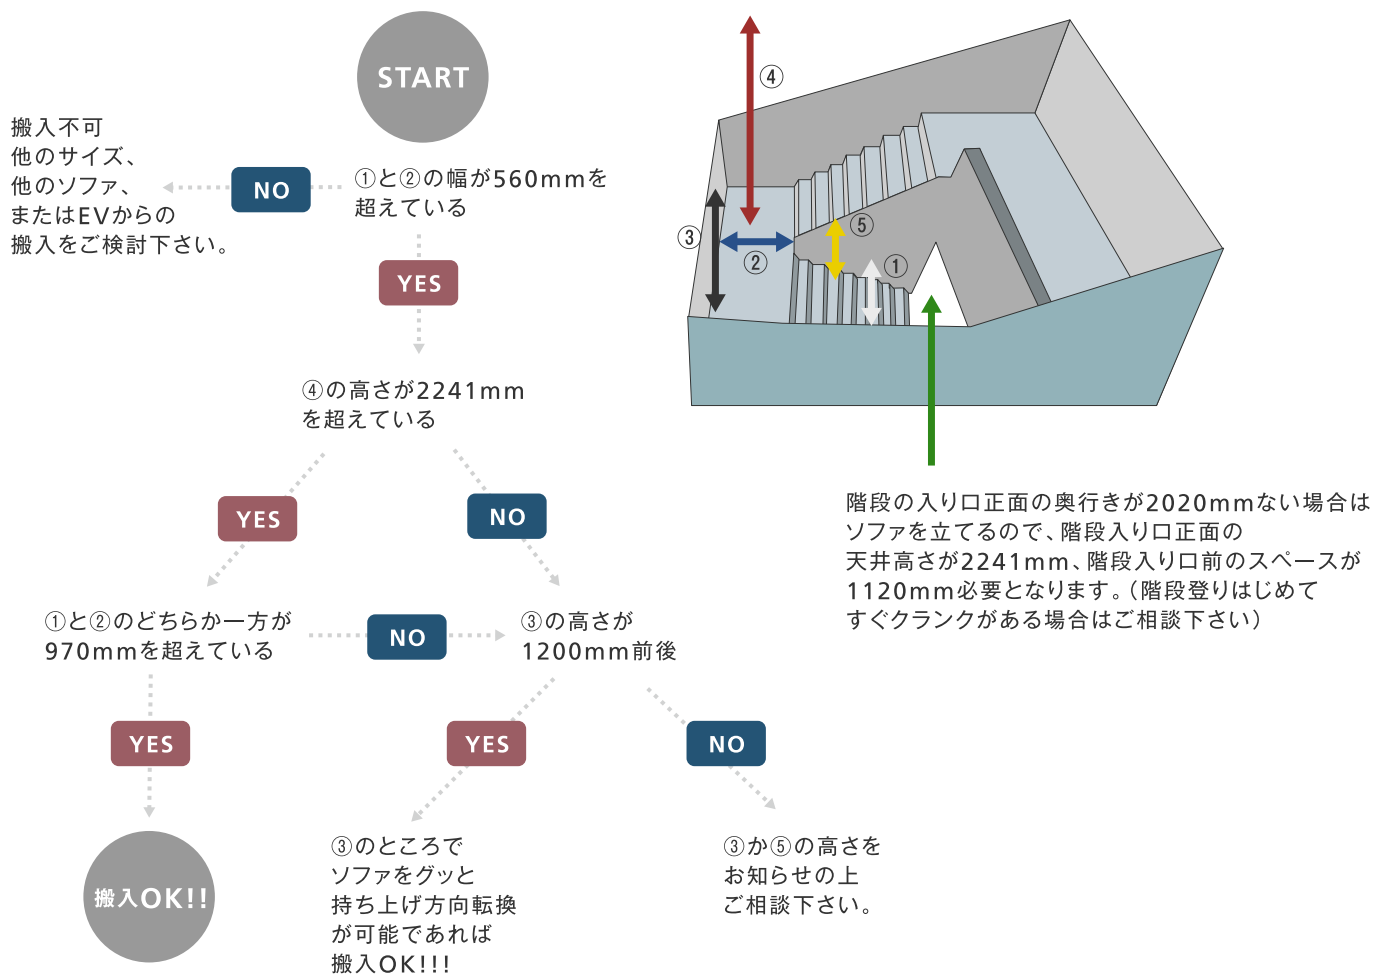 START
①と②の幅が560mmを
超えている
NO
搬入不可
他のサイズ、
他のソファ、
またはEVからの
搬入をご検討下さい。
YES
④の高さが2241mm
を超えている
YES
NO
①と②のどちらか一方が
970mmを超えている
NO
③の高さが
1200mm前後
YES
YES
NO
搬入OK!!
③のところで
ソファをグッと
持ち上げ方向転換
が可能であれば
搬入OK!!!
③か⑤の高さを
お知らせの上
ご相談下さい。
④
③
②
⑤
①
階段の入り口正面の奥行きが2020mmない場合は
ソファを立てるので、階段入り口正面の
天井高さが2241mm、階段入り口前のスペースが
1120mm必要となります。（階段登りはじめて
すぐクランクがある場合はご相談下さい）